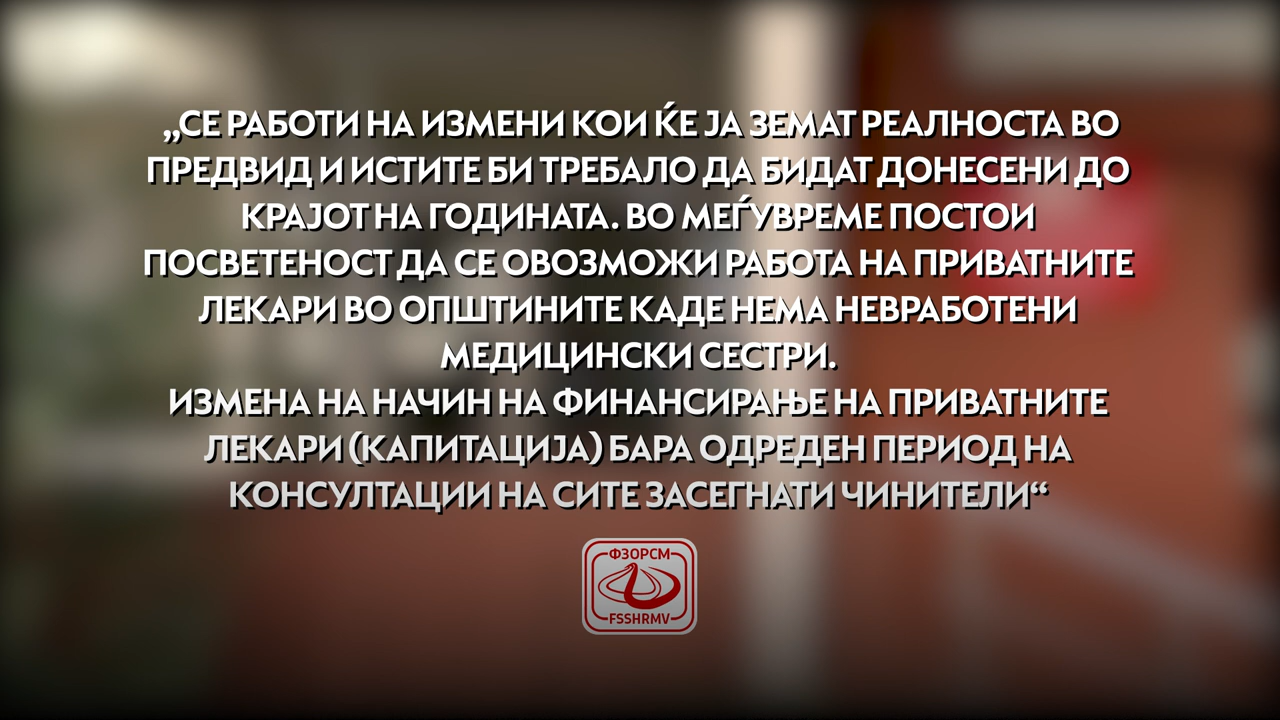 „СЕ РАБОТИ НА ИЗМЕНИ КОИ ЌЕ ЈА ЗЕМАТ РЕАЛНОСТА ВО
ПРЕДВИД И ИСТИТЕ БИ ТРЕБАЛО ДА БИДАТ ДОНЕСЕНИ ДО
КРАЈОТ НА ГОДИНАТА. ВО МЕЃУВРЕМЕ ПОСТОИ
ПОСВЕТЕНОСТ ДА СЕ ОВОЗМОЖИ РАБОТА НА ПРИВАТНИТЕ
ЛЕКАРИ ВО ОПШТИНИТЕ КАДЕ НЕМА НЕВРАБОТЕНИ
МЕДИЦИНСКИ СЕСТРИ.
ИЗМЕНА НА НАЧИН НА ФИНАНСИРАЊЕ НА ПРИВАТНИТЕ
ЛЕКАРИ (КАПИТАЦИЈА) БАРА ОДРЕДЕН ПЕРИОД НА
КОНСУЛТАЦИИ НА СИТЕ ЗАСЕГНАТИ ЧИНИТЕЛИ“
ФЗОРСМ
FSSHRMV